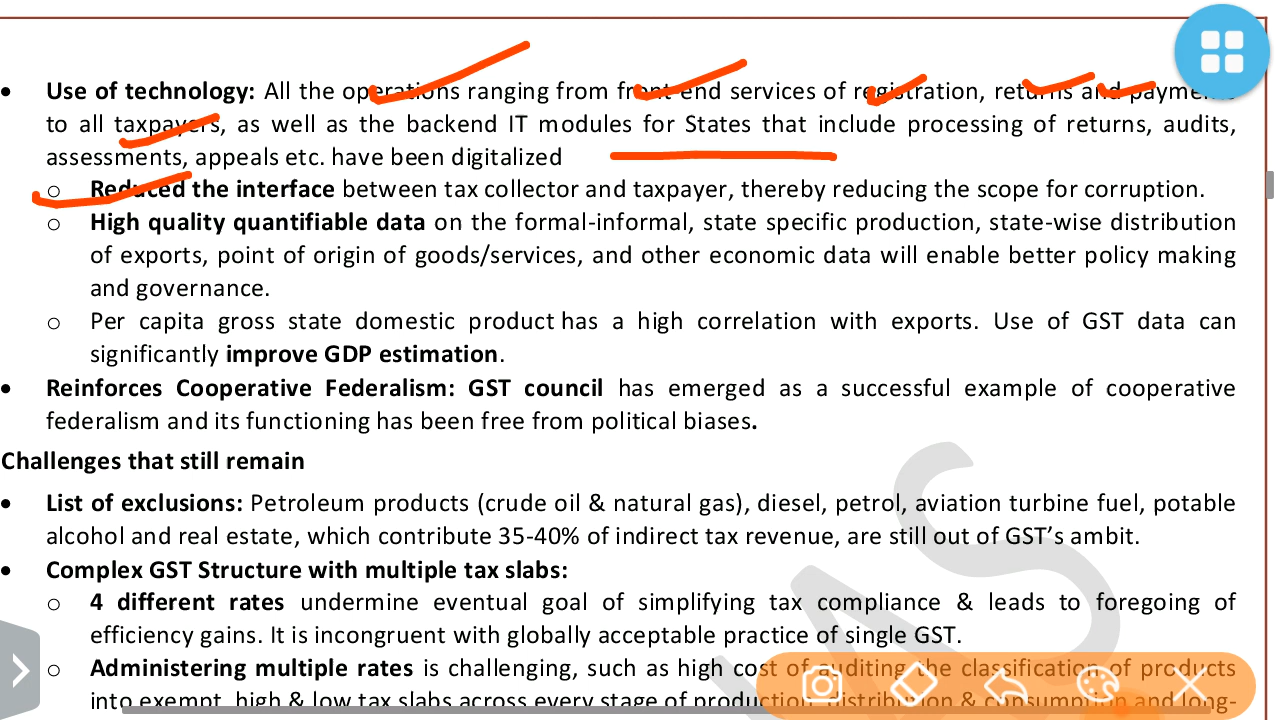 • Use of technology: All the operations ranging from front-end services of registration, returns and payments
to all taxpayers, as well as the backend IT modules for States that include processing of returns, audits,
assessments, appeals etc. have been digitalized
o Reduced the interface between tax collector and taxpayer, thereby reducing the scope for corruption.
o High quality quantifiable data on the formal-informal, state specific production, state-wise distribution
of exports, point of origin of goods/services, and other economic data will enable better policy making
and governance.
o Per capita gross state domestic product has a high correlation with exports. Use of GST data can
significantly improve GDP estimation.
• Reinforces Cooperative Federalism: GST council has emerged as a successful example of cooperative
federalism and its functioning has been free from political biases.
Challenges that still remain
• List of exclusions: Petroleum products (crude oil & natural gas), diesel, petrol, aviation turbine fuel, potable
alcohol and real estate, which contribute 35-40% of indirect tax revenue, are still out of GST’s ambit.
• Complex GST Structure with multiple tax slabs:
o 4 different rates undermine eventual goal of simplifying tax compliance & leads to foregoing of
efficiency gains. It is incongruent with globally acceptable practice of single GST.
o Administering multiple rates is challenging, such as high cost of auditing the classification of products
into exempt, high & low tax slabs across every stage of production, distribution & consumption and long-